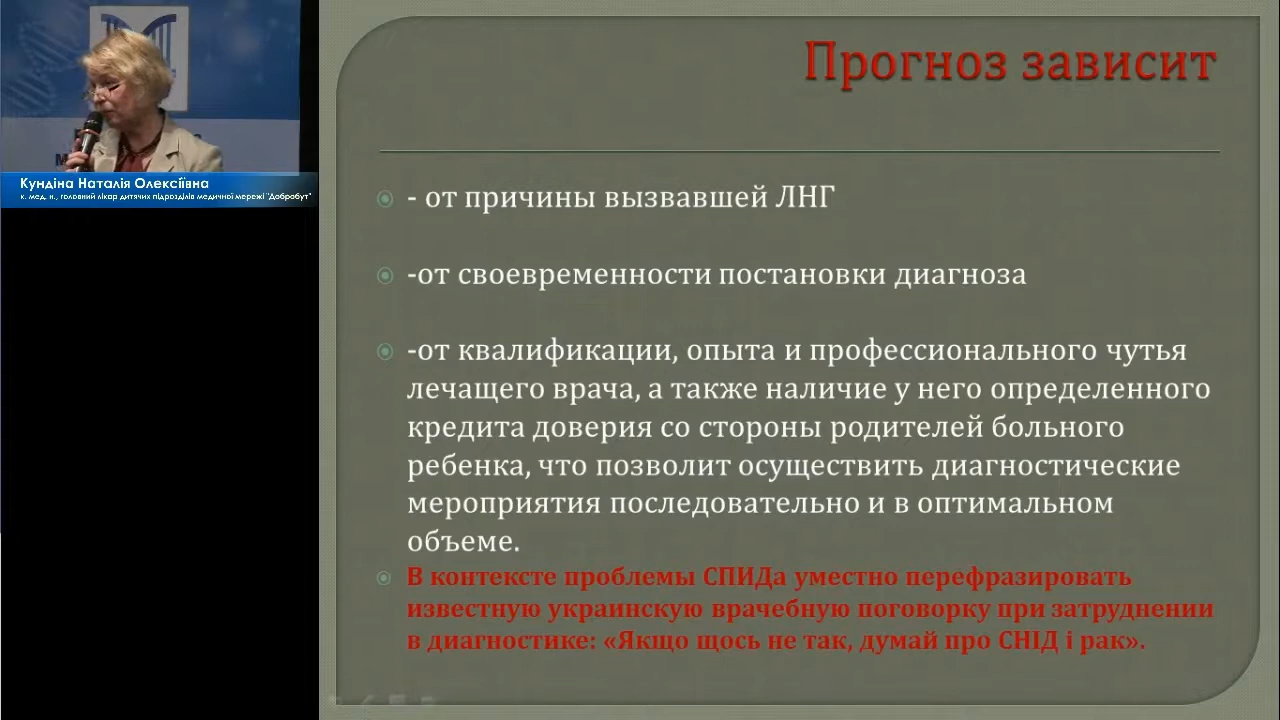 Кундіна Наталія Олексіївна
к. мед. н., головний лікар дитячих підрозділів медичної мережі "Добробут"
Прогноз зависит
- от причины вызвавшей ЛНГ
-от своевременности постановки диагноза
-от квалификации, опыта и профессионального чутья
лечащего врача, а также наличие у него определенного
кредита доверия со стороны родителей больного
ребенка, что позволит осуществить диагностические
мероприятия последовательно и в оптимальном
объеме.
В контексте проблемы СПИДа уместно перефразировать
известную украинскую врачебную поговорку при затруднении
в диагностике: «Якщо щось не так, думай про СНІД і рак».